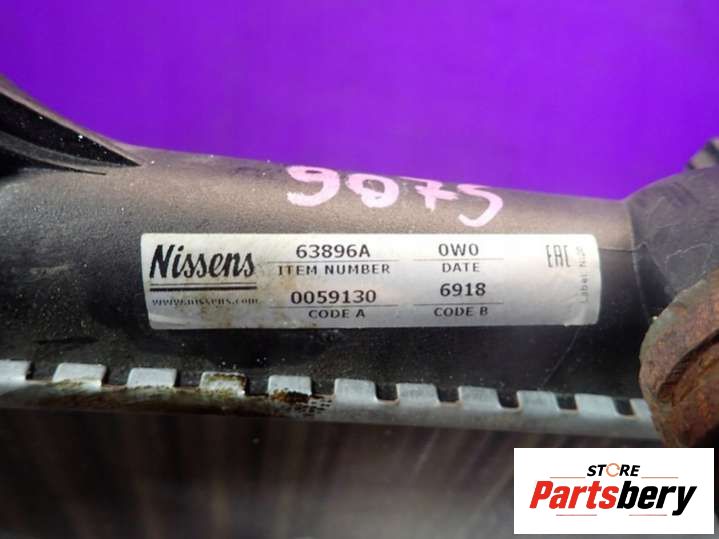 9075
Nissens
www.nissens.com
63896A
ITEM NUMBER
0W0
DATE
0059130
CODE A
6918
CODE B
EAC
STORE
Partsbery